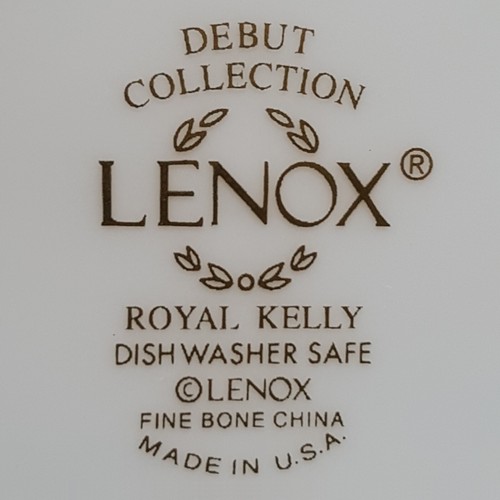 DEBUT
COLLECTION
LENOX®
ROYAL KELLY
DISHWASHER SAFE
©LENOX
FINE BONE CHINA
MADE IN U.S.A.